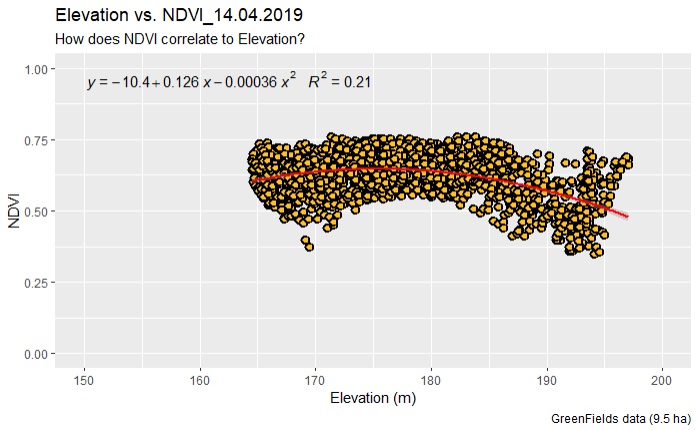 Elevation vs. NDVI_14.04.2019
How does NDVI correlate to Elevation?
y = −10.4+0.126 x−0.00036 x² R² = 0.21
1.00
0.75
0.50
0.25
0.00
NDVI
150 160 170 180 190 200
Elevation (m)
GreenFields data (9.5 ha)